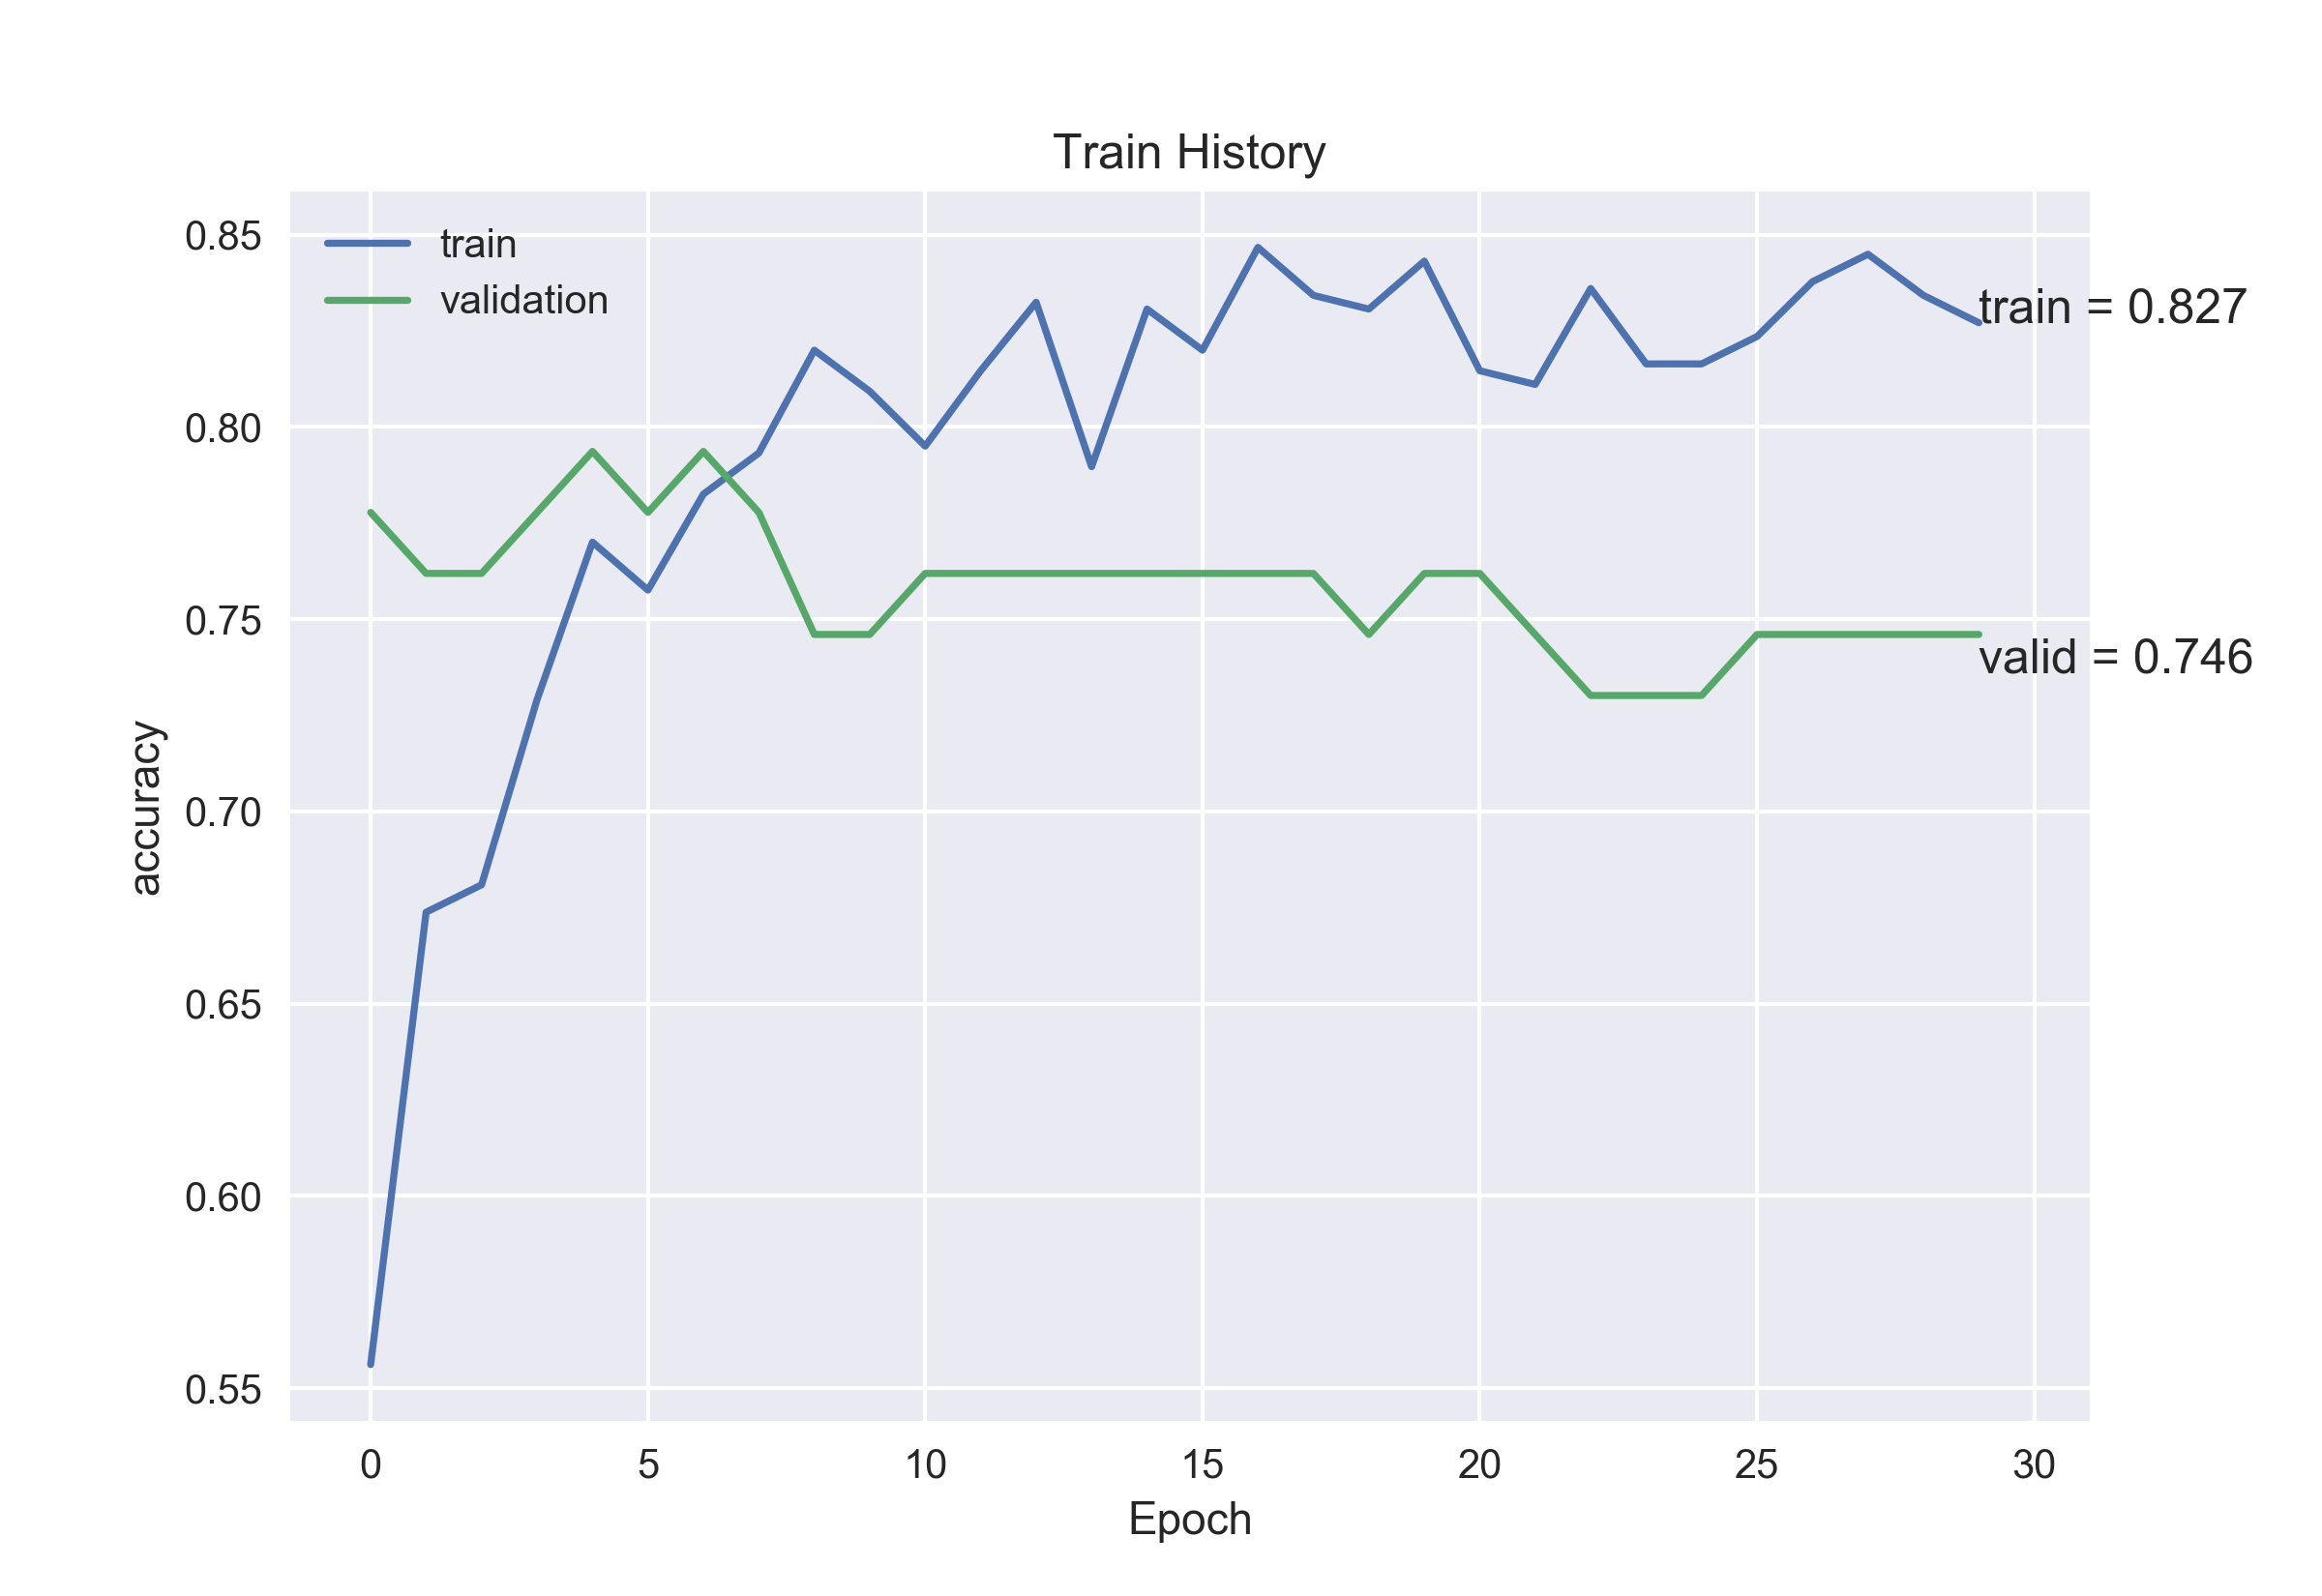 Train History
train
validation
0.85
0.80
0.75
0.70
0.65
0.60
0.55
accuracy
train = 0.827
valid = 0.746
0 5 10 15 20 25 30
Epoch